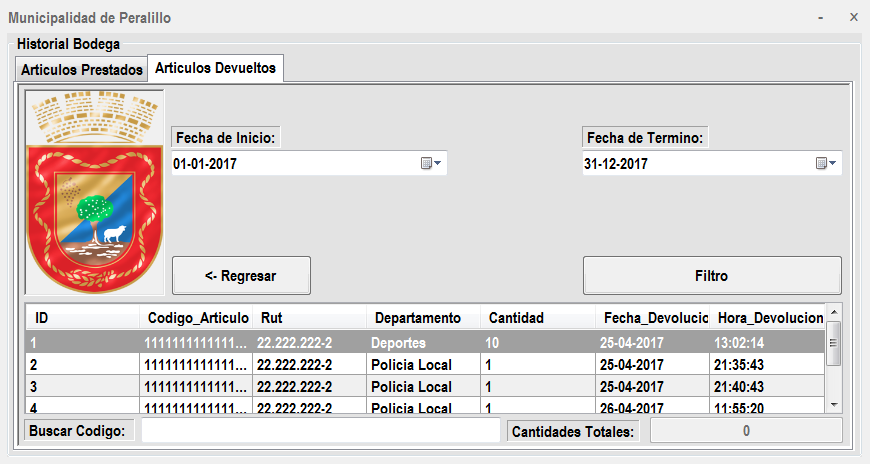 Municipalidad de Peralillo
Historial Bodega
Articulos Prestados Articulos Devueltos
Fecha de Inicio: Fecha de Termino:
01-01-2017 31-12-2017
<- Regresar Filtro
ID Codigo_Articulo Rut Departamento Cantidad Fecha_Devolucic Hora_Devolucion
1 1111111111111... 22.222.222-2 Deportes 10 25-04-2017 13:02:14
2 1111111111111... 22.222.222-2 Policia Local 1 25-04-2017 21:35:43
3 1111111111111... 22.222.222-2 Policia Local 1 25-04-2017 21:40:43
4 1111111111111... 22.222.222-2 Policia Local 1 26-04-2017 11:55:20
Buscar Codigo: Cantidades Totales: 0